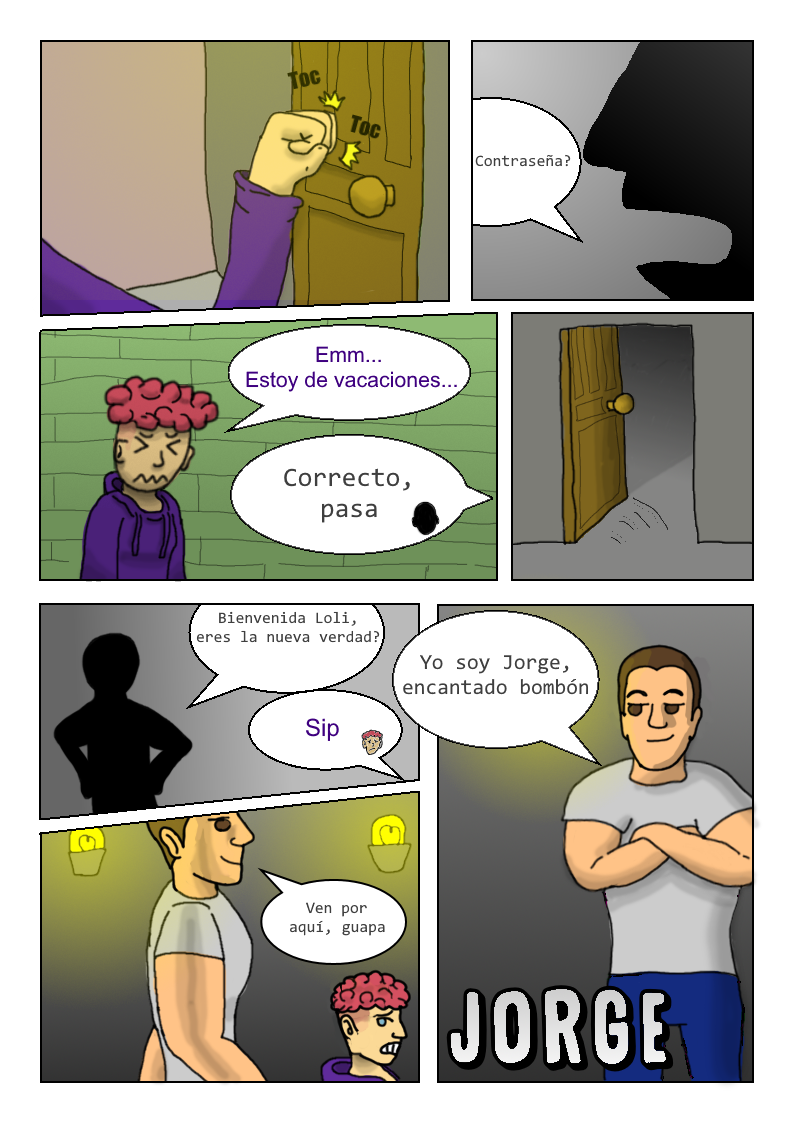 Toc
Toc
Contraseña?
Emm...
Estoy de vacaciones...
Correcto,
pasa
Bienvenida Loli,
eres la nueva verdad?
Sip
Yo soy Jorge,
encantado bombón
JORGE
Ven por
aquí, guapa